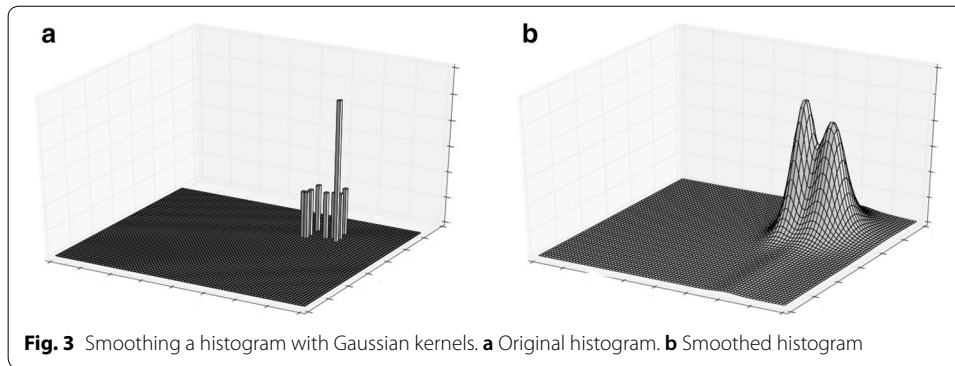 a
b
Fig. 3 Smoothing a histogram with Gaussian kernels. a Original histogram. b Smoothed histogram